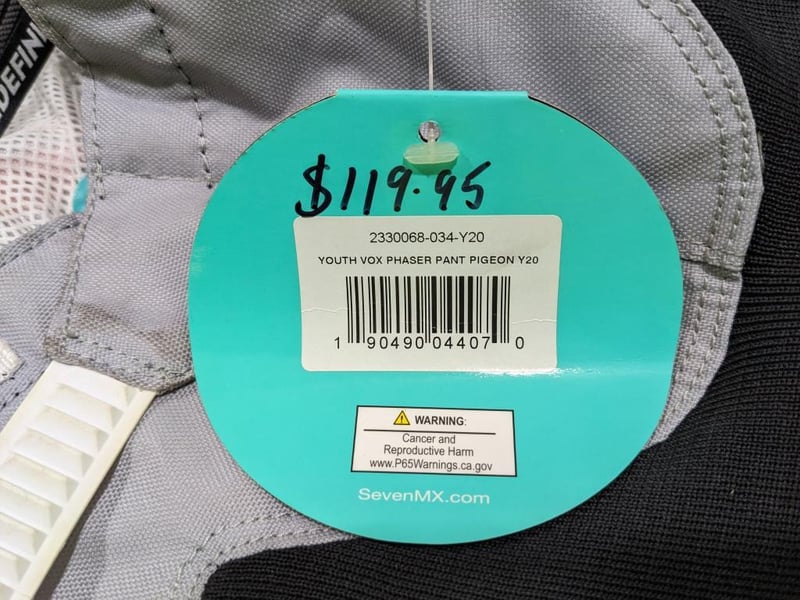 DEFIN
$119.95
2330068-034-Y20
YOUTH VOX PHASER PANT PIGEON Y20
1 90490 04407 0
WARNING:
Cancer and
Reproductive Harm
www.P65Warnings.ca.gov
SevenMX.com